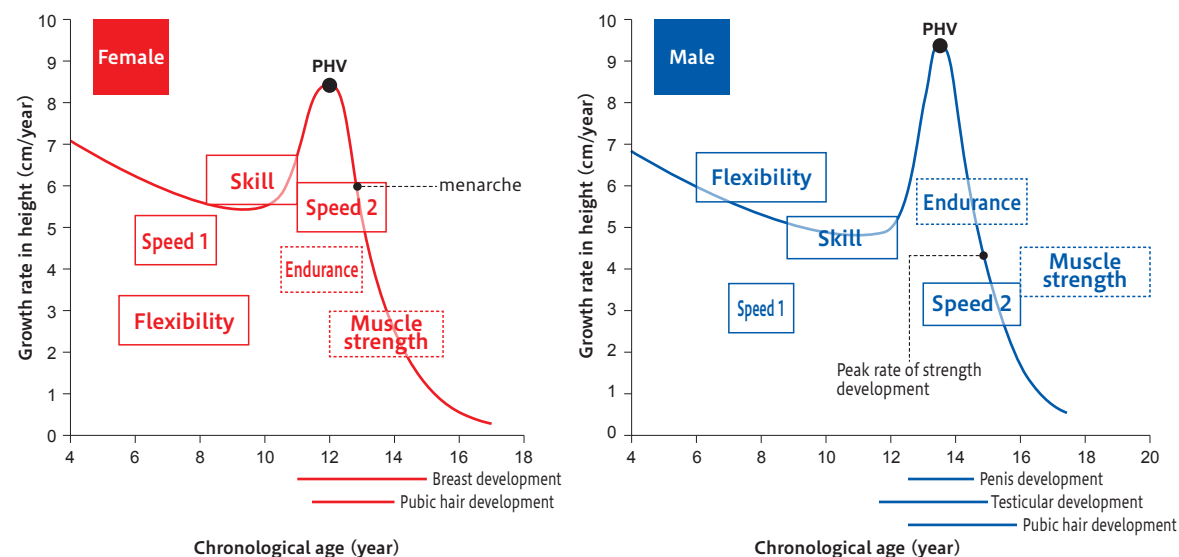 Female
Growth rate in height (cm/year)
10
9
8
7
6
5
4
3
2
1
0
PHV
Skill
menarche
Speed 2
Speed 1
Endurance
Flexibility
Muscle
strength
4 6 8 10 12 14 16 18
Breast development
Pubic hair development
Chronological age (year)
Male
Growth rate in height (cm/year)
10
9
8
7
6
5
4
3
2
1
0
PHV
Flexibility
Endurance
Skill
Muscle
strength
Speed 1
Speed 2
Peak rate of strength
development
4 6 8 10 12 14 16 18 20
Penis development
Testicular development
Pubic hair development
Chronological age (year)